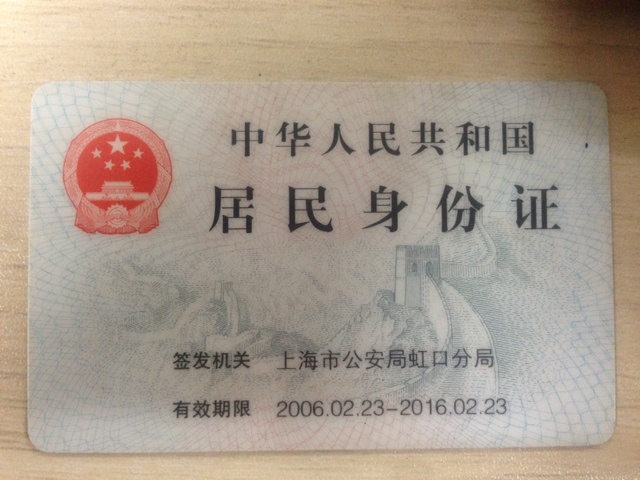 中华人民共和国
居民身份证
签发机关 上海市公安局虹口分局
有效期限 2006.02.23-2016.02.23